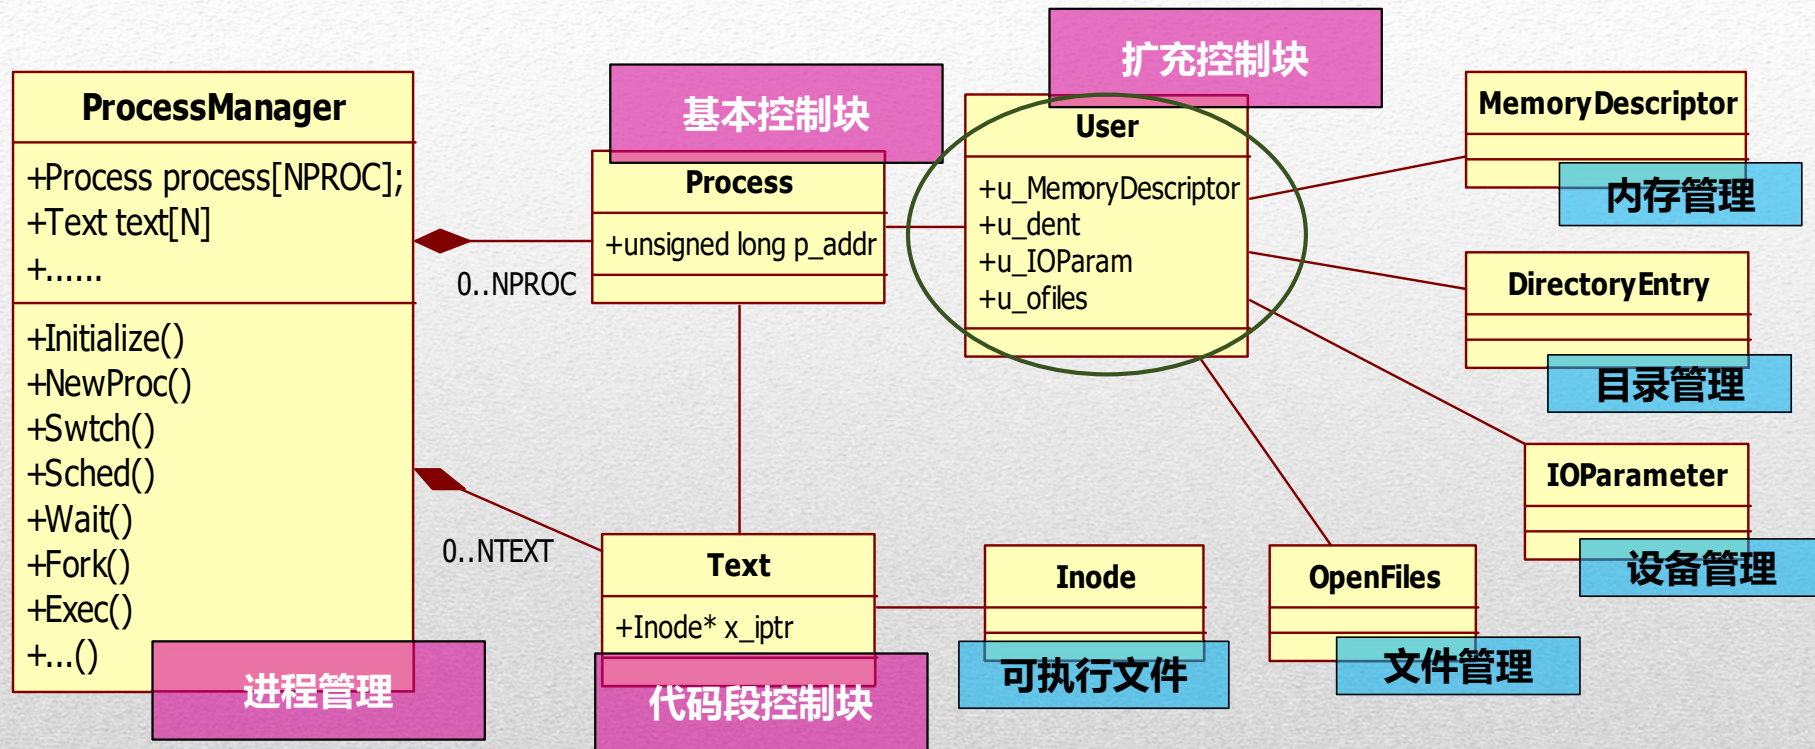 ProcessManager
+Process process[NPROC];
+Text text[N]
+......
+Initialize()
+NewProc()
+Swtch()
+Sched()
+Wait()
+Fork()
+Exec()
+...()
进程管理
0..NPROC
0..NTEXT
基本控制块
Process
+unsigned long p_addr
Text
+Inode* x_iptr
代码段控制块
扩充控制块
User
+u_MemoryDescriptor
+u_dent
+u_IOParam
+u_ofiles
Inode
可执行文件
MemoryDescriptor
内存管理
DirectoryEntry
目录管理
IOParameter
设备管理
OpenFiles
文件管理